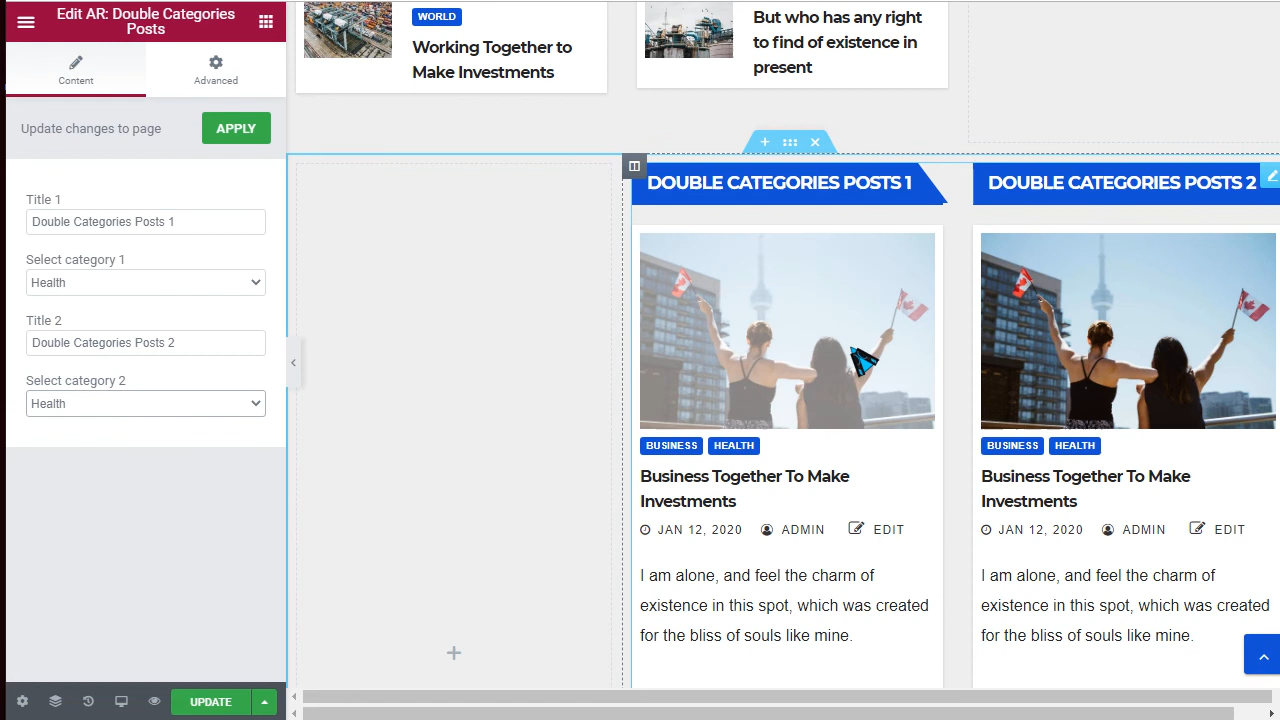 Edit AR: Double Categories
Posts
Content
Advanced
Update changes to page
APPLY
Title 1
Double Categories Posts 1
Select category 1
Health
Title 2
Double Categories Posts 2
Select category 2
Health
UPDATE
WORLD
Working Together to
Make Investments
But who has any right
to find of existence in
present
DOUBLE CATEGORIES POSTS 1
BUSINESS HEALTH
Business Together To Make
Investments
JAN 12, 2020 ADMIN EDIT
I am alone, and feel the charm of
existence in this spot, which was created
for the bliss of souls like mine.
DOUBLE CATEGORIES POSTS 2
BUSINESS HEALTH
Business Together To Make
Investments
JAN 12, 2020 ADMIN EDIT
I am alone, and feel the charm of
existence in this spot, which was created
for the bliss of souls like mine.